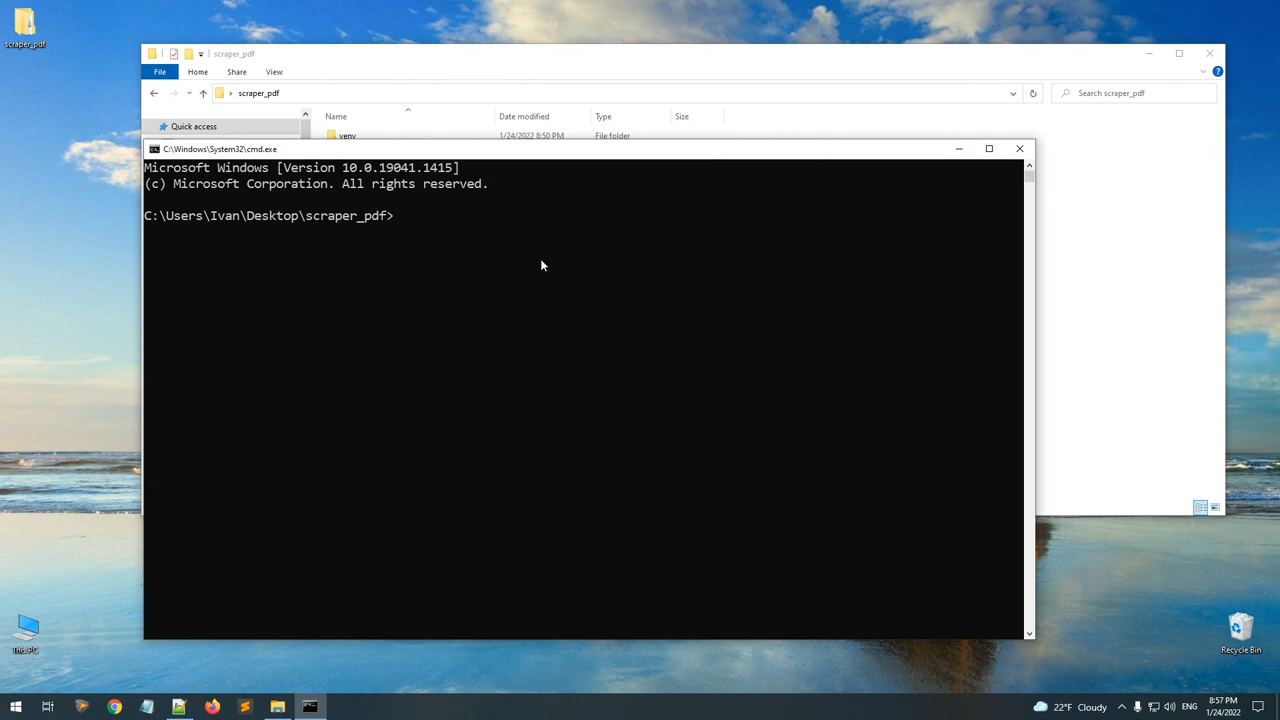 scraper_pdf
scraper_pdf
File Home Share View
scraper_pdf
Search scraper_pdf
Name Date modified Type Size
Quick access
venv 1/24/2022 8:50 PM File folder
C:\Windows\System32\cmd.exe
Microsoft Windows [Version 10.0.19041.1415]
(c) Microsoft Corporation. All rights reserved.
C:\Users\Ivan\Desktop\scraper_pdf>
This PC
Recycle Bin
22°F Cloudy
ENG
8:57 PM
1/24/2022